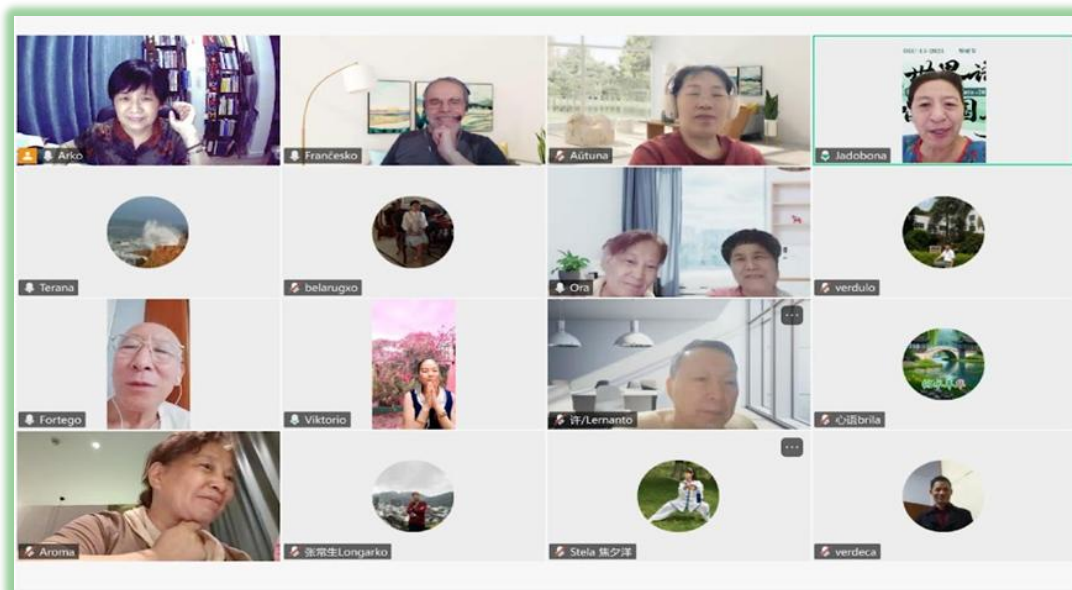 Arko
Franĉesko
Aŭtuna
Jadobona
Terana
belarugxo
Ora
verdulo
Fortego
Viktorio
许/Lernanto
心语brila
Aroma
张常生Longarko
Stela 焦夕洋
verdeca